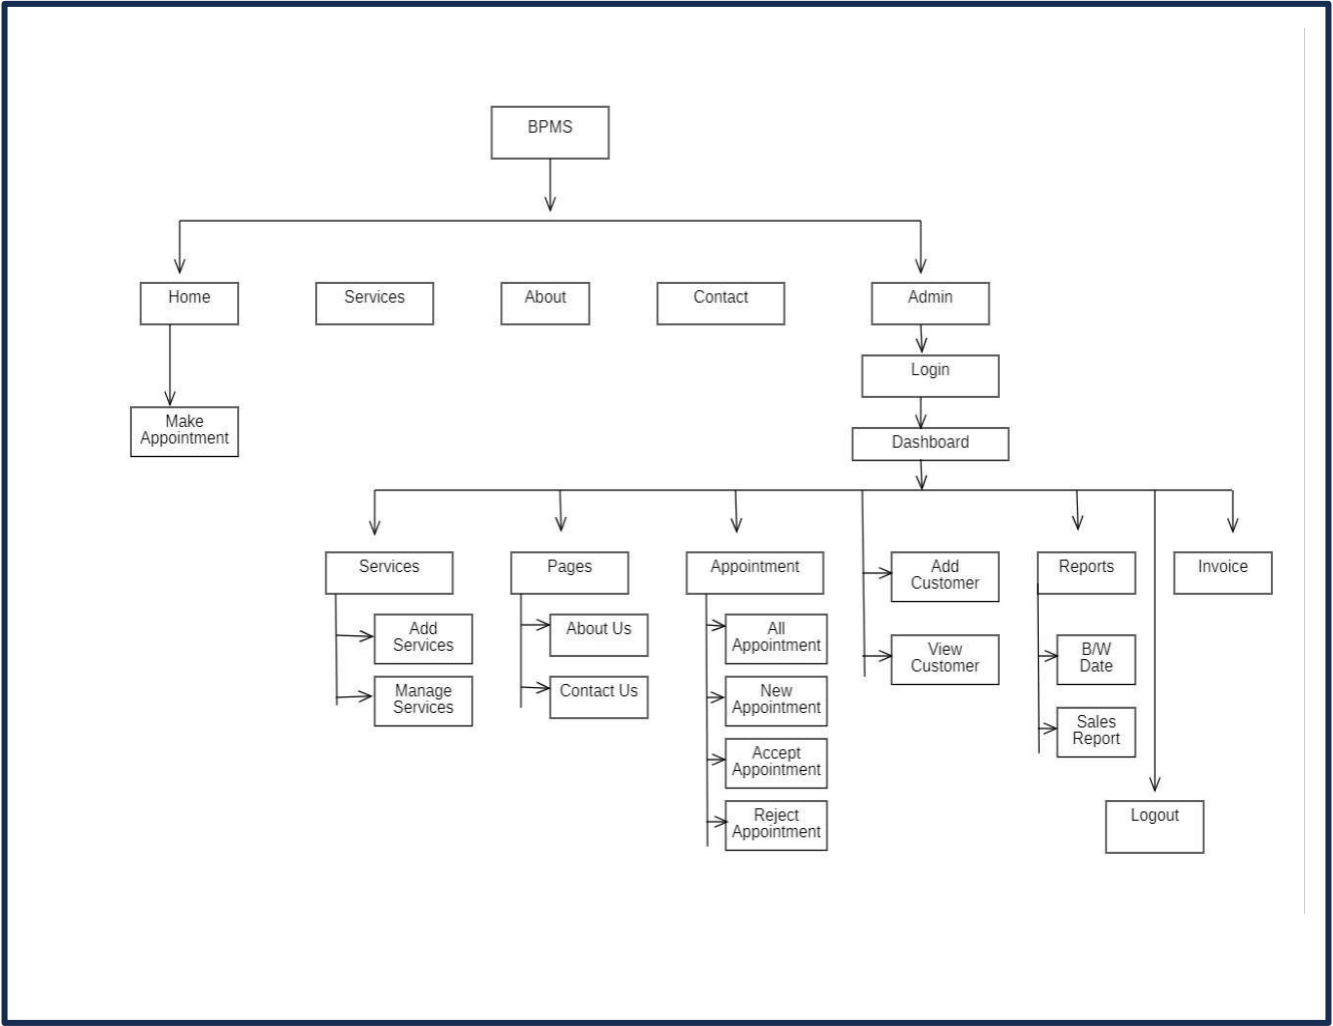 BPMS
Home
Services
About
Contact
Admin
Login
Make
Appointment
Dashboard
Services
Pages
Appointment
Add
Customer
Reports
Invoice
Add
Services
About Us
All
Appointment
View
Customer
B/W
Date
Manage
Services
Contact Us
New
Appointment
Sales
Report
Accept
Appointment
Reject
Appointment
Logout